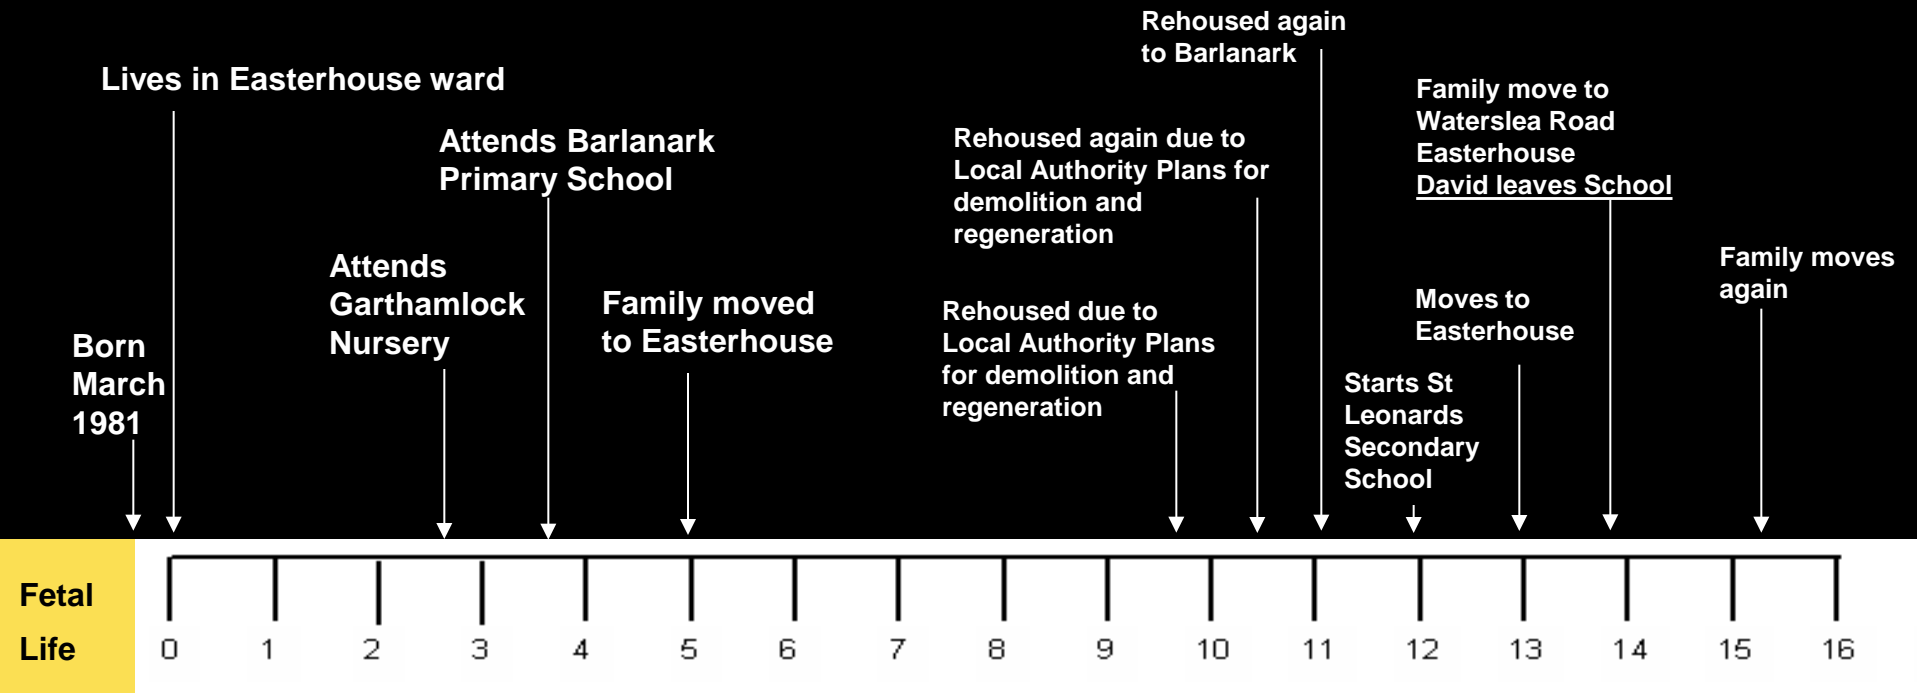 Lives in Easterhouse ward
Born
March
1981
Attends
Garthamlock
Nursery
Attends Barlanark
Primary School
Family moved
to Easterhouse
Rehoused due to
Local Authority Plans
for demolition and
regeneration
Rehoused again due to
Local Authority Plans for
demolition and
regeneration
Rehoused again
to Barlanark
Starts St
Leonards
Secondary
School
Moves to
Easterhouse
Family move to
Waterslea Road
Easterhouse
David leaves School
Family moves
again
Fetal
Life
0 1 2 3 4 5 6 7 8 9 10 11 12 13 14 15 16